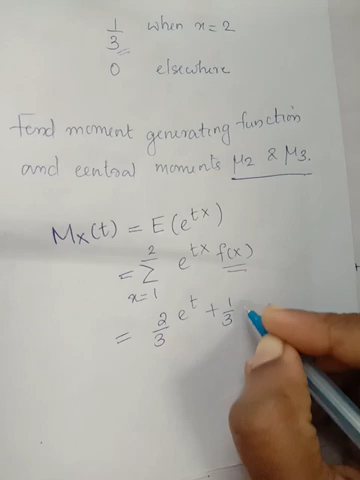 1/3 when x = 2
0 elsewhere
Find moment generating function
and central moments μ₂ & μ₃.
Mₓ(t) = E(e^{tx})
= ∑_{x=1}^{2} e^{tx} f(x)
= 2/3 e^t + 1/3